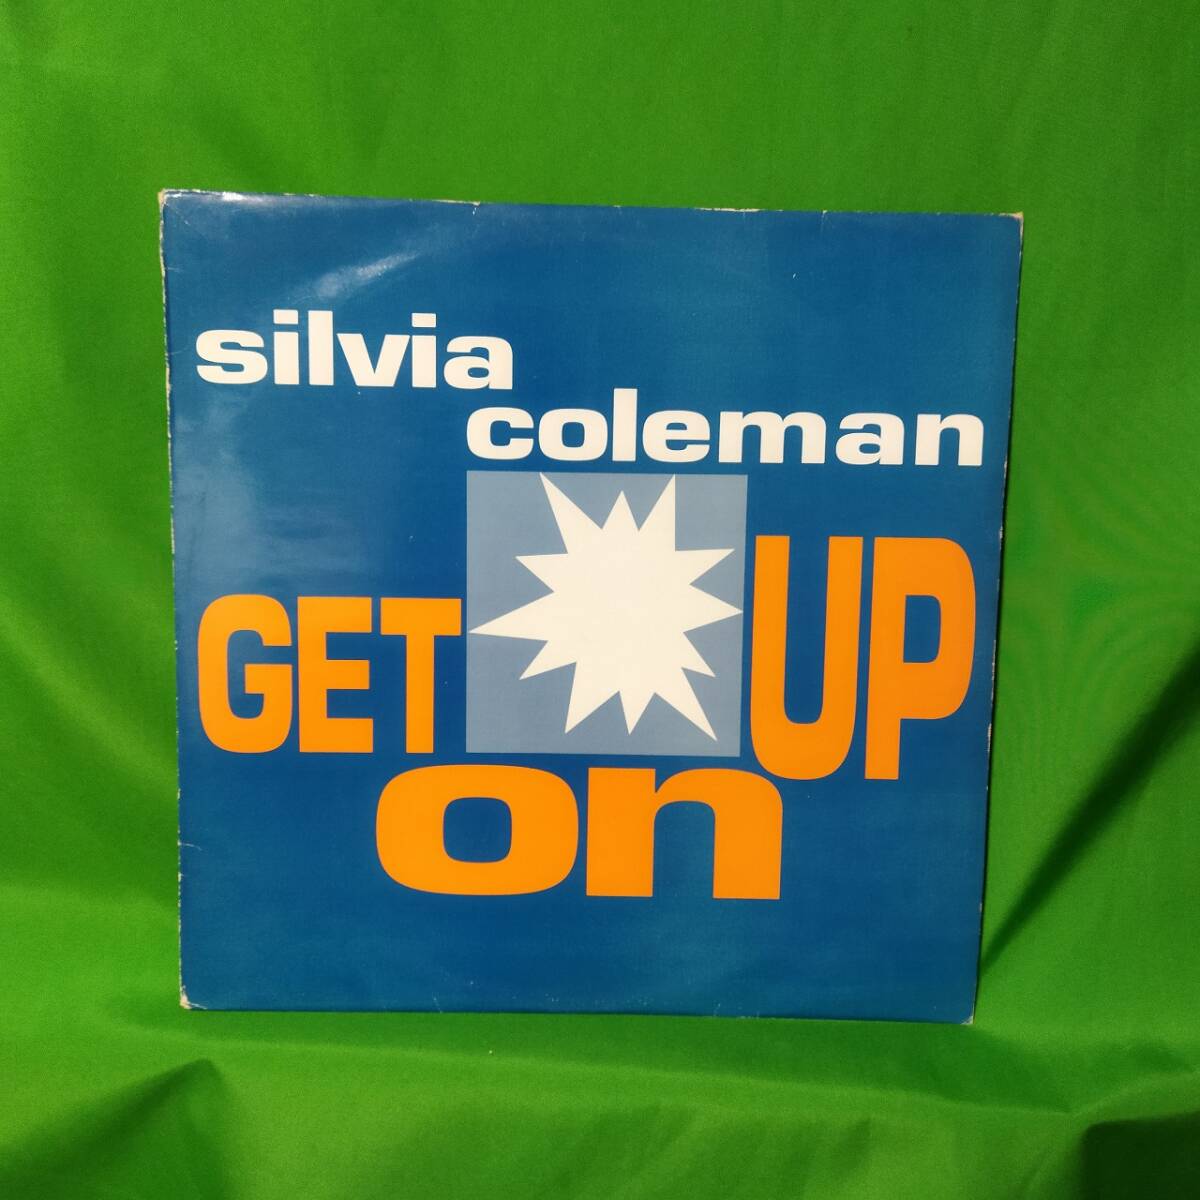 silvia
coleman
GET UP
on